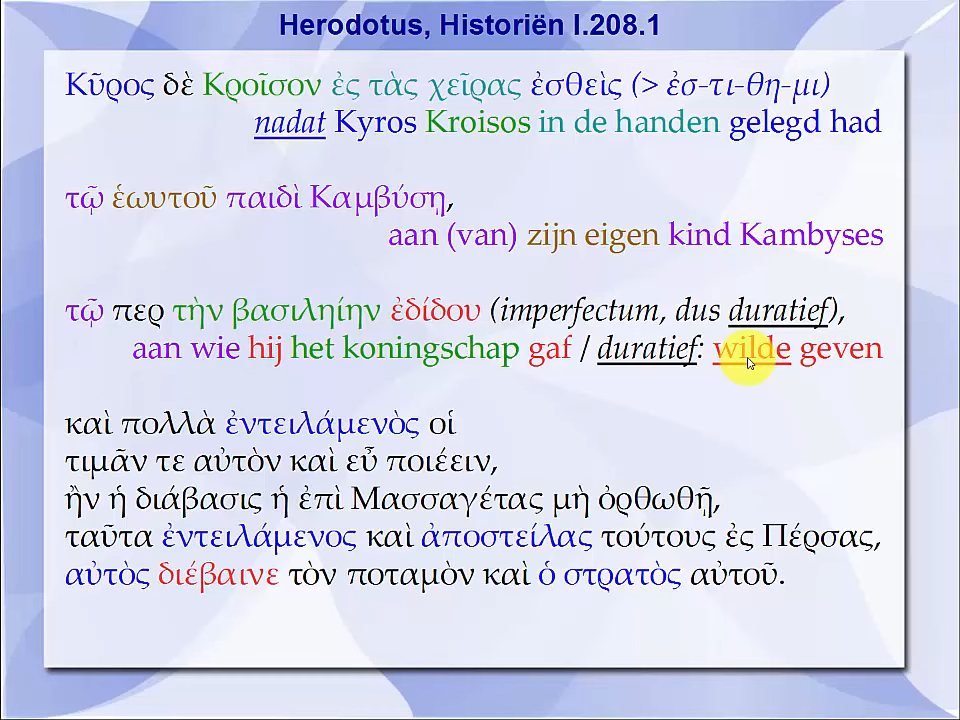 Herodotus, Historiën I.208.1
Κῦρος δὲ Κροῖσον ἐς τὰς χεῖρας ἐσθεὶς (> ἐσ-τι-θη-μι)
nadat Kyros Kroisos in de handen gelegd had
τῷ ἑωυτοῦ παιδὶ Καμβύσῃ,
aan (van) zijn eigen kind Kambyses
τῷ περ τὴν βασιληίην ἐδίδου (imperfectum, dus duratief),
aan wie hij het koningschap gaf / duratief: wilde geven
καὶ πολλὰ ἐντειλάμενὸς οἱ
τιμᾶν τε αὐτὸν καὶ εὖ ποιέειν,
ἢν ἡ διάβασις ἡ ἐπὶ Μασσαγέτας μὴ ὀρθωθῇ,
ταῦτα ἐντειλάμενος καὶ ἀποστείλας τούτους ἐς Πέρσας,
αὐτὸς διέβαινε τὸν ποταμὸν καὶ ὁ στρατὸς αὐτοῦ.